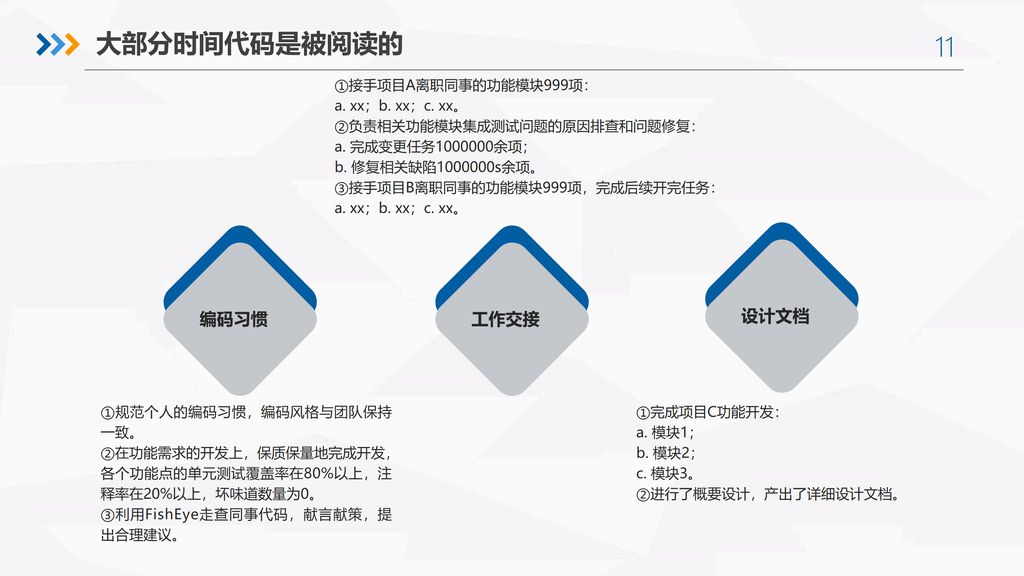 大部分时间代码是被阅读的
11
①接手项目A离职同事的功能模块999项：
a. xx；b. xx；c. xx。
②负责相关功能模块集成测试问题的原因排查和问题修复：
a. 完成变更任务1000000余项；
b. 修复相关缺陷1000000s余项。
③接手项目B离职同事的功能模块999项，完成后续开完任务：
a. xx；b. xx；c. xx。
编码习惯
工作交接
设计文档
①规范个人的编码习惯，编码风格与团队保持
一致。
②在功能需求的开发上，保质保量地完成开发，
各个功能点的单元测试覆盖率在80%以上，注
释率在20%以上，坏味道数量为0。
③利用FishEye走查同事代码，献言献策，提
出合理建议。
①完成项目C功能开发：
a. 模块1；
b. 模块2；
c. 模块3。
②进行了概要设计，产出了详细设计文档。